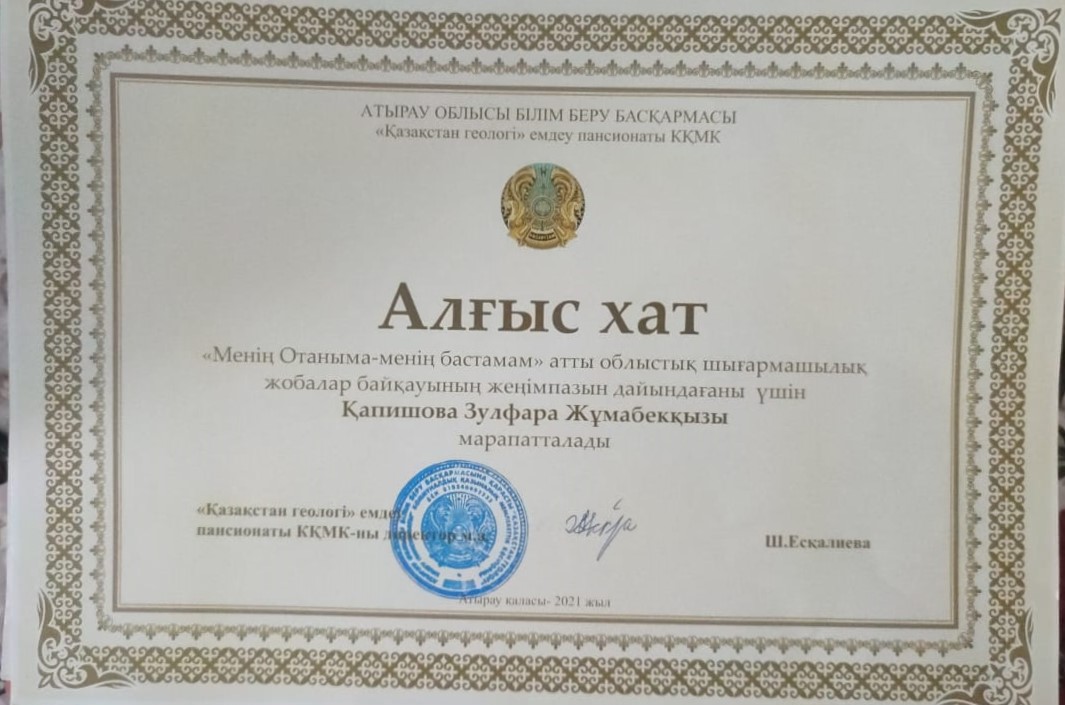 АТЫРАУ ОБЛЫСЫ БІЛІМ БЕРУ БАСҚАРМАСЫ
«Қазақстан геологі» емдеу пансионаты КҚМК
Алғыс хат
«Менің Отаныма-менің бастамам» атты облыстық шығармашылық
жобалар байқауының жеңімпазын дайындағаны үшін
Қапишова Зулфара Жұмабекқызы
марапатталады
«Қазақстан геологі» емдеу
пансионаты КҚМК-ны директор м.а.
Ш.Есқалиева
Атырау қаласы- 2021 жыл